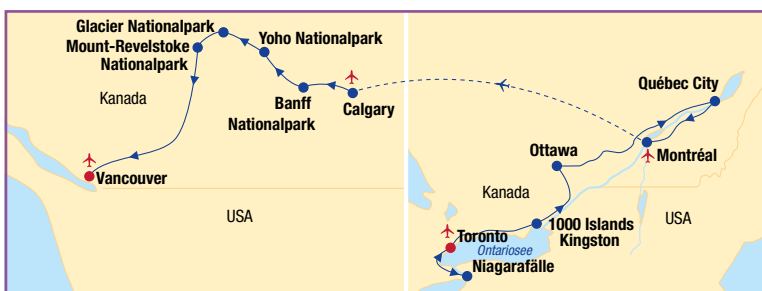 Glacier Nationalpark
Mount-Revelstoke
Nationalpark
Yoho Nationalpark
Kanada
Banff
Nationalpark
Calgary
Vancouver
USA
Québec City
Montréal
Ottawa
Kanada
1000 Islands
Kingston
USA
Toronto
Ontariosee
Niagarafälle